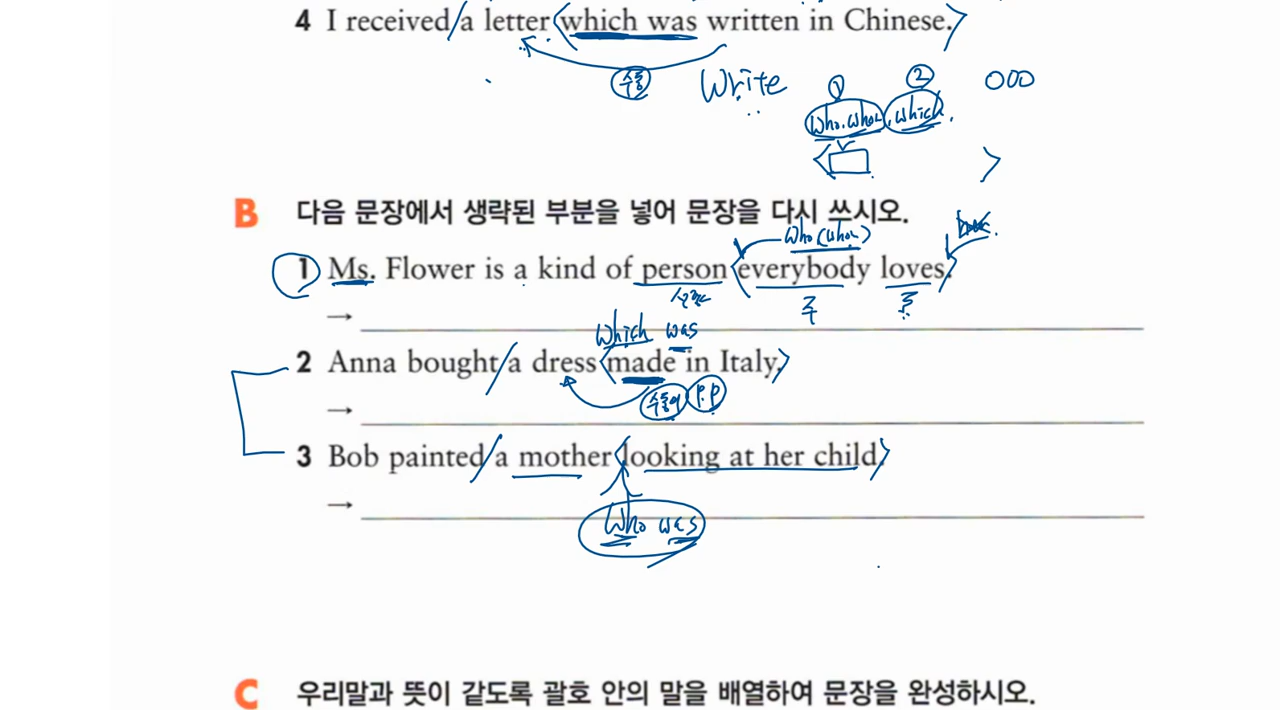 4 I received/a letter <which was written in Chinese.>
수동 Write ① ② ooo
who.whom.which.
B 다음 문장에서 생략된 부분을 넣어 문장을 다시 쓰시오.
who(whom)
1 Ms. Flower is a kind of person <everybody loves.>
주
→
which was
2 Anna bought/a dress <made in Italy.>
수동어 P.P
→
3 Bob painted/a mother <looking at her child.>
→
Who was
C 우리말과 뜻이 같도록 괄호 안의 말을 배열하여 문장을 완성하시오.